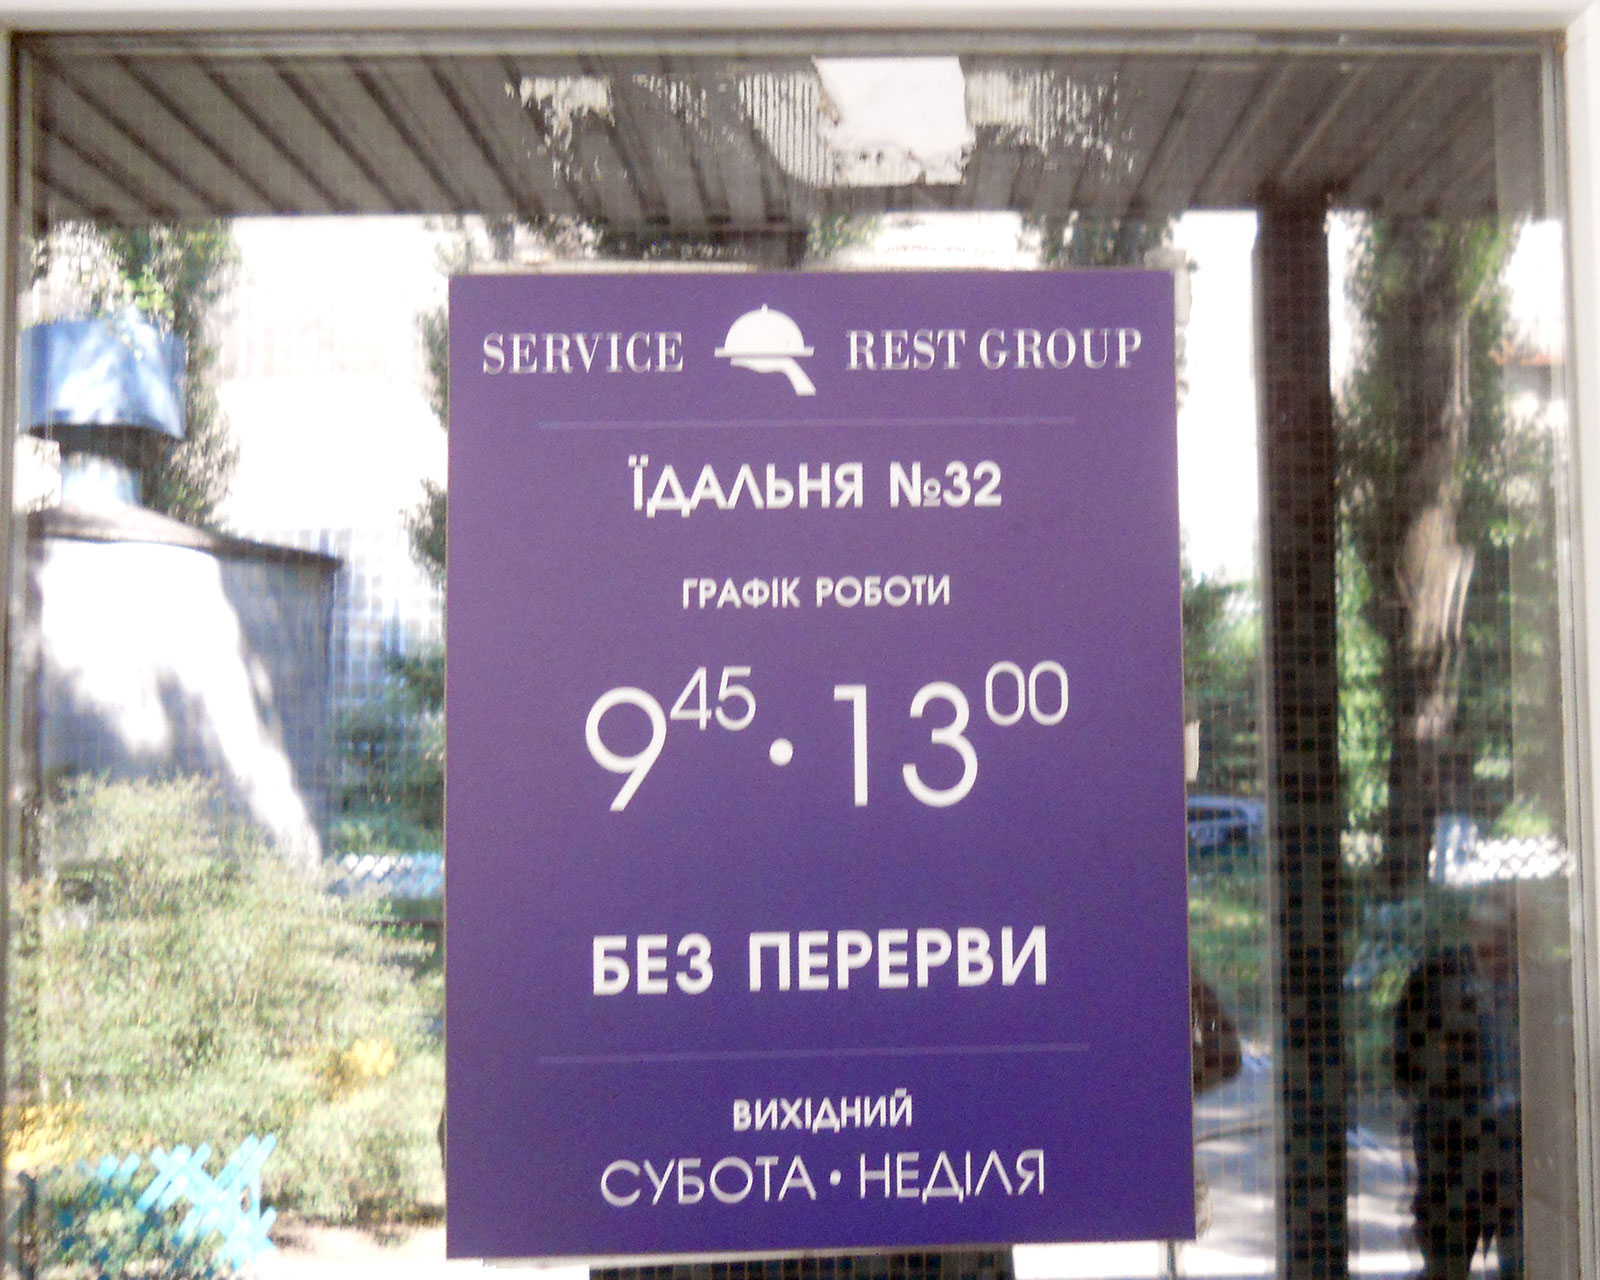 SERVICE REST GROUP
ЇДАЛЬНЯ №32
ГРАФІК РОБОТИ
9⁴⁵ • 13⁰⁰
БЕЗ ПЕРЕРВИ
ВИХІДНИЙ
СУБОТА • НЕДІЛЯ